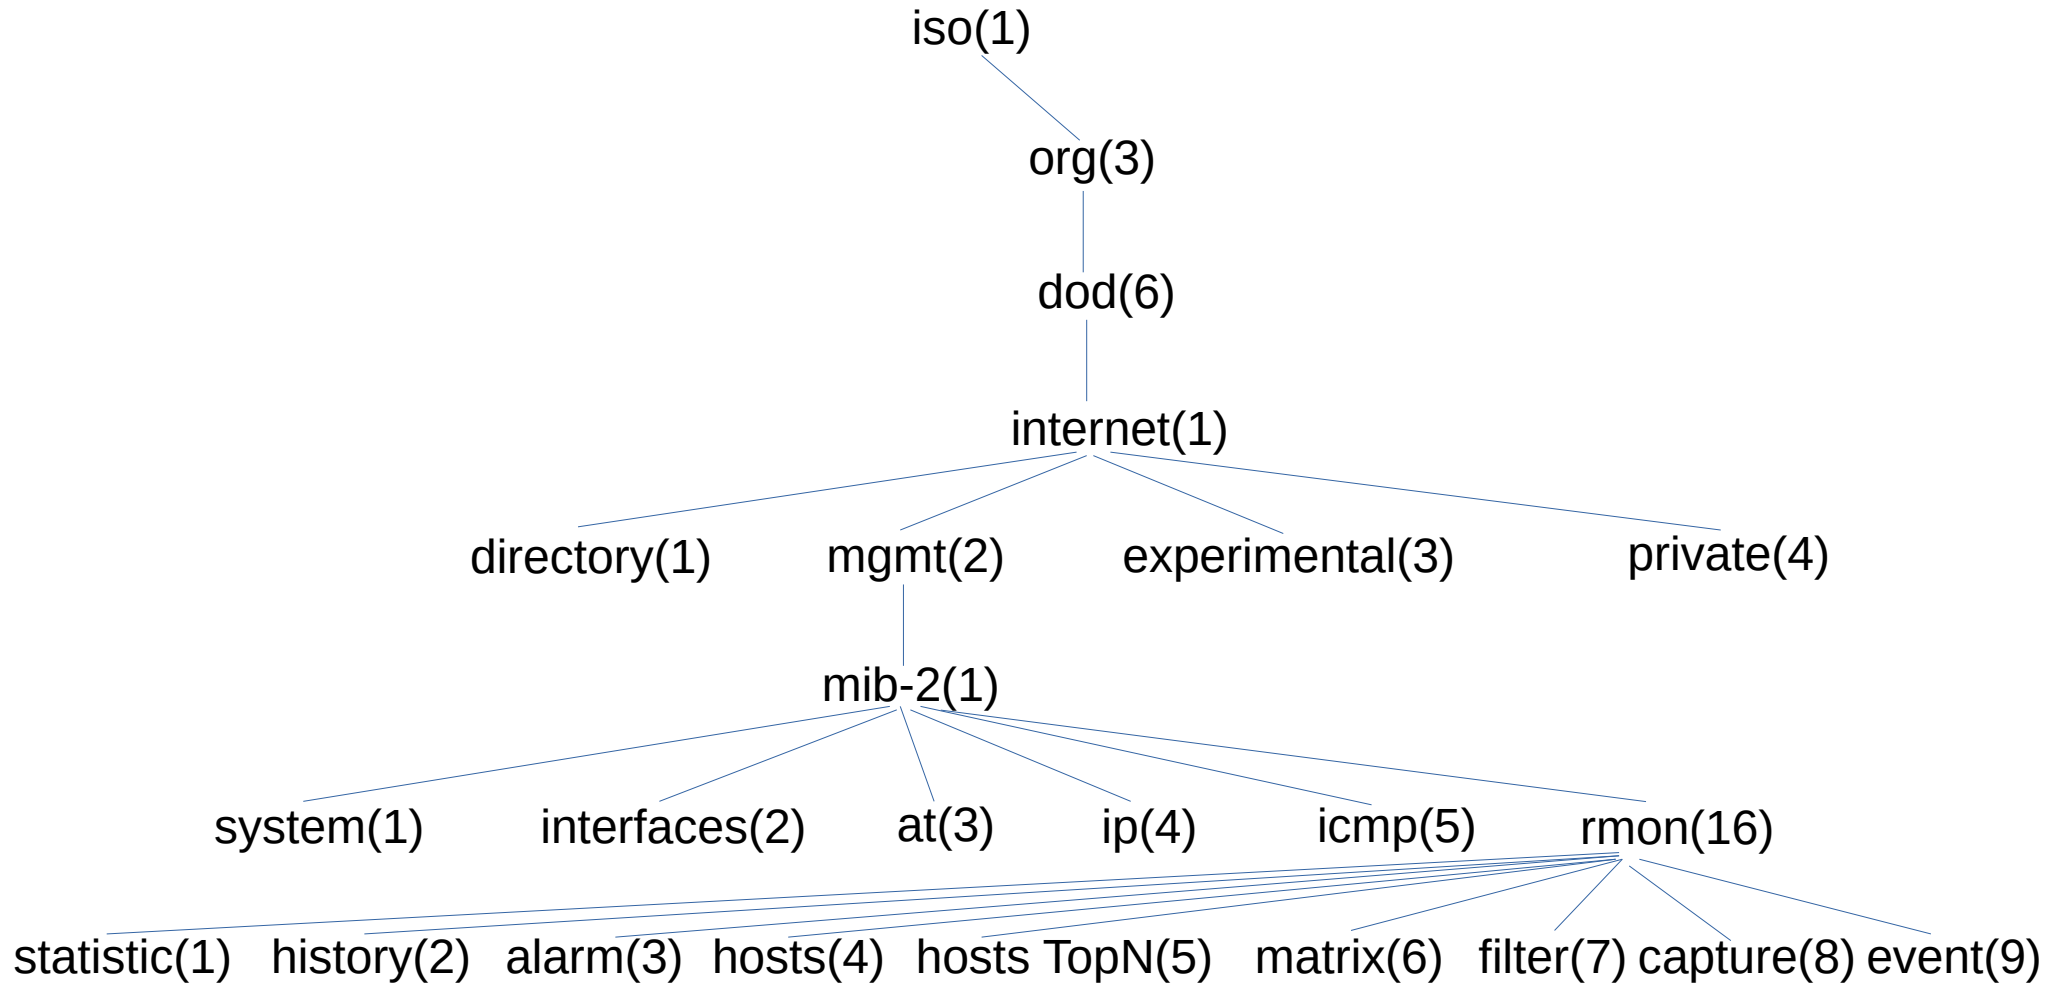 iso(1)
org(3)
dod(6)
internet(1)
directory(1) mgmt(2) experimental(3) private(4)
mib-2(1)
system(1) interfaces(2) at(3) ip(4) icmp(5) rmon(16)
statistic(1) history(2) alarm(3) hosts(4) hosts TopN(5) matrix(6) filter(7) capture(8) event(9)